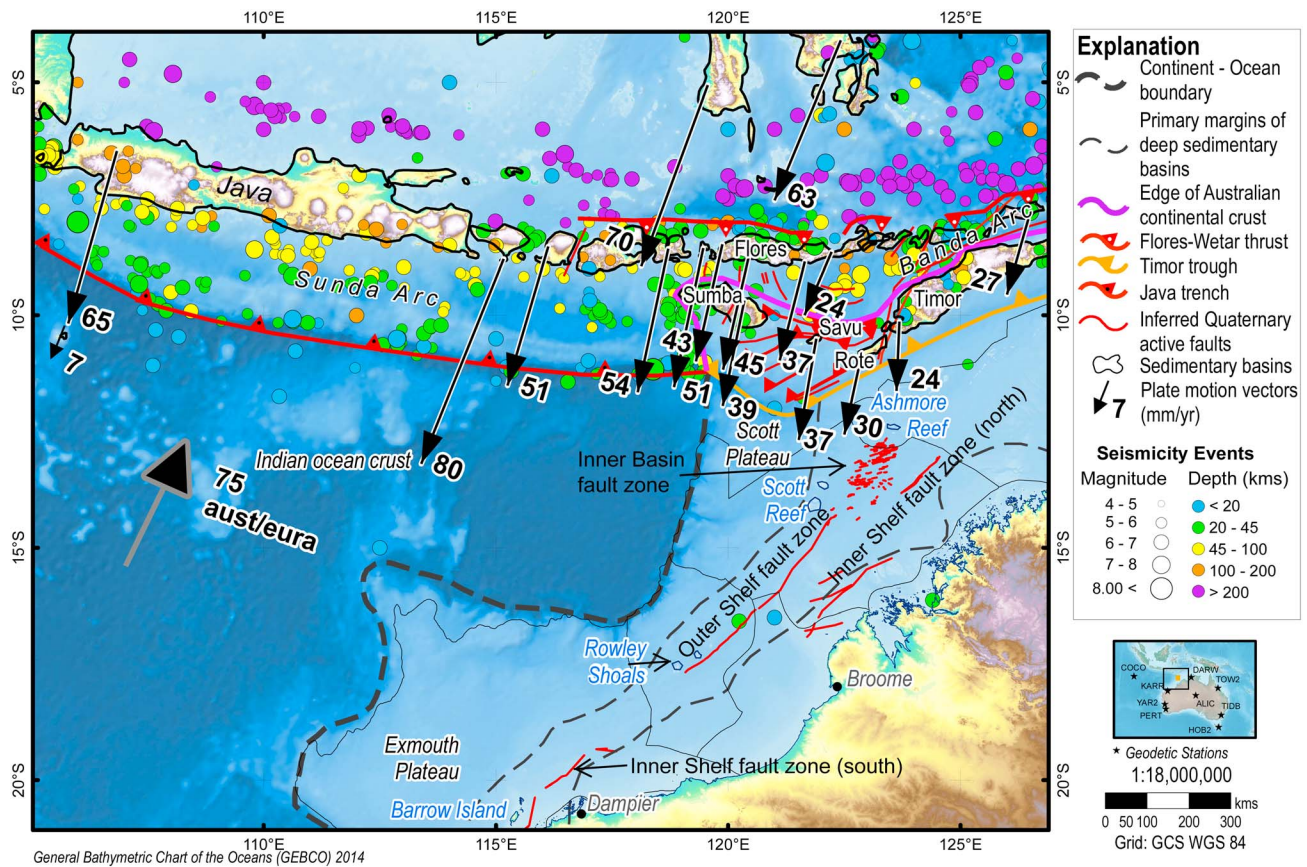 110°E
115°E
120°E
125°E
5°S
5°S
10°S
10°S
15°S
15°S
20°S
20°S
Java
Sunda Arc
Banda Arc
Flores
Sumba
Savu
Rote
Timor
63
70
65
7
80
51
54
43
51
45
39
37
24
37
30
24
27
Ashmore
Reef
Scott
Plateau
Indian ocean crust
Inner Basin
fault zone
Scott
Reef
75
aust/eura
Outer Shelf fault zone
Inner Shelf fault zone (north)
Rowley
Shoals
Broome
Exmouth
Plateau
Inner Shelf fault zone (south)
Barrow Island
Dampier
110°E
115°E
120°E
125°E
General Bathymetric Chart of the Oceans (GEBCO) 2014
Explanation
Continent - Ocean
boundary
Primary margins of
deep sedimentary
basins
Edge of Australian
continental crust
Flores-Wetar thrust
Timor trough
Java trench
Inferred Quaternary
active faults
Sedimentary basins
Plate motion vectors
7 (mm/yr)
Seismicity Events
Magnitude Depth (kms)
4 - 5 < 20
5 - 6 20 - 45
6 - 7 45 - 100
7 - 8 100 - 200
8.00 < > 200
COCO
DARW
KARR
TOW2
YAR2
ALIC
TIDB
PERT
HOB2
Geodetic Stations
1:18,000,000
0 50 100 200 300 kms
Grid: GCS WGS 84